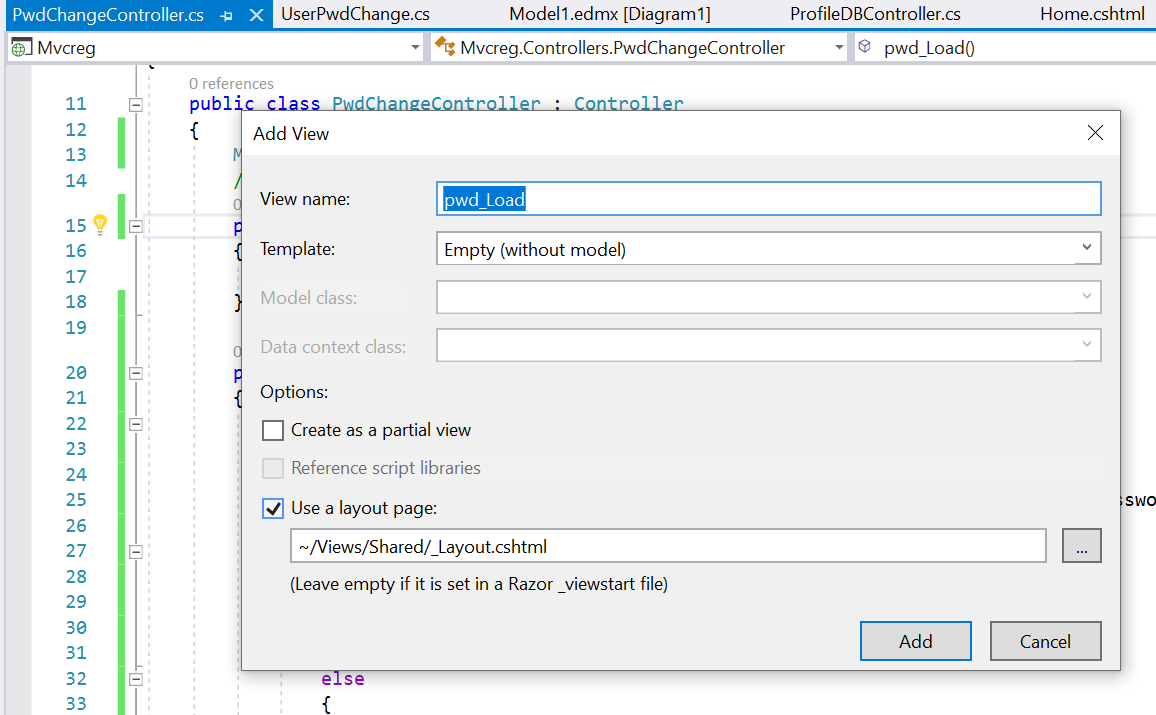 PwdChangeController.cs UserPwdChange.cs Model1.edmx [Diagram1] ProfileDBController.cs Home.cshtml
Mvcreg Mvcreg.Controllers.PwdChangeController pwd_Load()
0 references
11 public class PwdChangeController : Controller
12 {
Add View
13
14 /
View name: pwd_Load
15 p
16 {
Template: Empty (without model)
17
18 }
Model class:
19
Data context class:
20 p
21 {
Options:
22
Create as a partial view
23
24
Reference script libraries
25
Use a layout page: sswo
26
27
~/Views/Shared/_Layout.cshtml ...
28
(Leave empty if it is set in a Razor _viewstart file)
29
30
31
Add Cancel
32 else
33 {